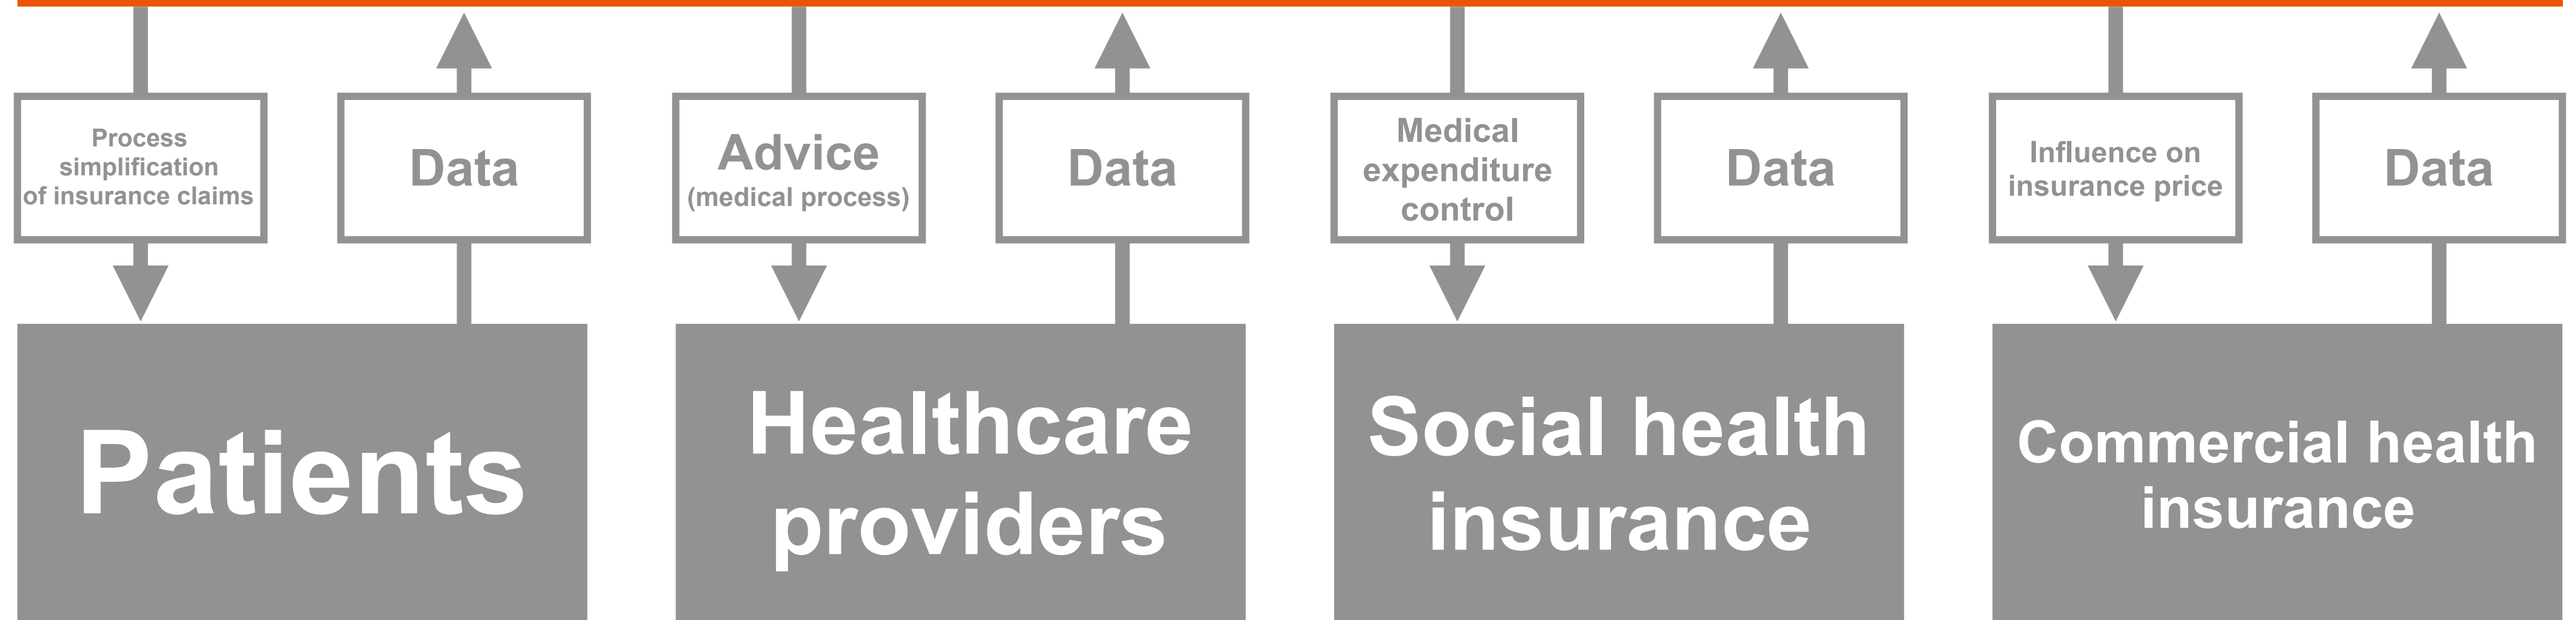 Process
simplification
of insurance claims
Data
Advice
(medical process)
Data
Medical
expenditure
control
Data
Influence on
insurance price
Data
Patients
Healthcare
providers
Social health
insurance
Commercial health
insurance